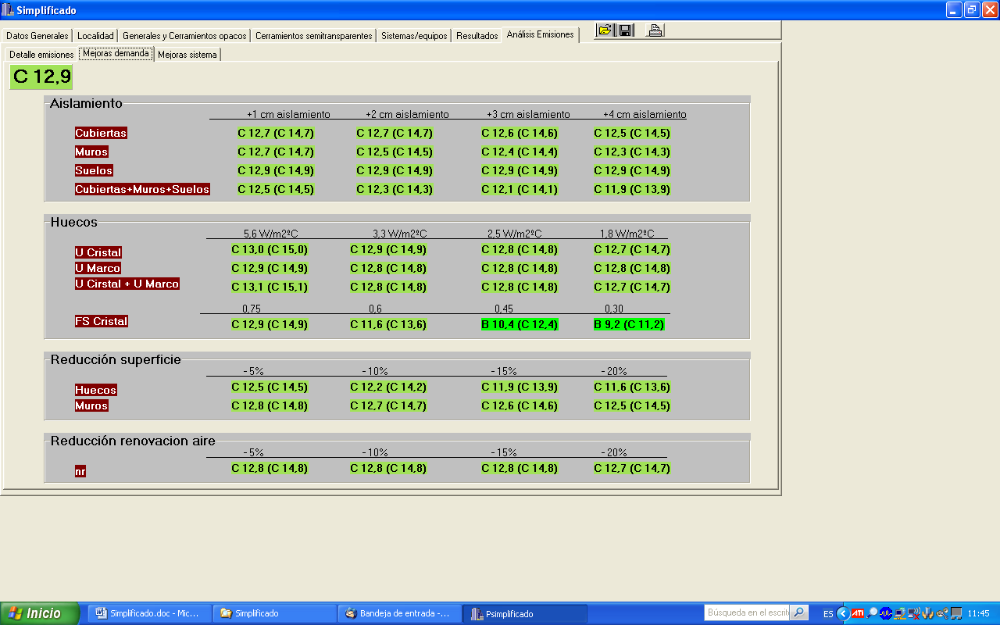 Simplificado
Datos Generales Localidad Generales y Cerramientos opacos Cerramientos semitransparentes Sistemas/equipos Resultados Análisis Emisiones
Detalle emisiones Mejoras demanda Mejoras sistema
C 12,9
Aislamiento
+1 cm aislamiento +2 cm aislamiento +3 cm aislamiento +4 cm aislamiento
Cubiertas C 12,7 (C 14,7) C 12,7 (C 14,7) C 12,6 (C 14,6) C 12,5 (C 14,5)
Muros C 12,7 (C 14,7) C 12,5 (C 14,5) C 12,4 (C 14,4) C 12,3 (C 14,3)
Suelos C 12,9 (C 14,9) C 12,9 (C 14,9) C 12,9 (C 14,9) C 12,9 (C 14,9)
Cubiertas+Muros+Suelos C 12,5 (C 14,5) C 12,3 (C 14,3) C 12,1 (C 14,1) C 11,9 (C 13,9)
Huecos
5,6 W/m2ºC 3,3 W/m2ºC 2,5 W/m2ºC 1,8 W/m2ºC
U Cristal C 13,0 (C 15,0) C 12,9 (C 14,9) C 12,8 (C 14,8) C 12,7 (C 14,7)
U Marco C 12,9 (C 14,9) C 12,8 (C 14,8) C 12,8 (C 14,8) C 12,8 (C 14,8)
U Cirstal + U Marco C 13,1 (C 15,1) C 12,8 (C 14,8) C 12,8 (C 14,8) C 12,7 (C 14,7)
0,75 0,6 0,45 0,30
FS Cristal C 12,9 (C 14,9) C 11,6 (C 13,6) B 10,4 (C 12,4) B 9,2 (C 11,2)
Reducción superficie
-5% -10% -15% -20%
Huecos C 12,5 (C 14,5) C 12,2 (C 14,2) C 11,9 (C 13,9) C 11,6 (C 13,6)
Muros C 12,8 (C 14,8) C 12,7 (C 14,7) C 12,6 (C 14,6) C 12,5 (C 14,5)
Reducción renovacion aire
-5% -10% -15% -20%
nr C 12,8 (C 14,8) C 12,8 (C 14,8) C 12,8 (C 14,8) C 12,7 (C 14,7)
Inicio Simplificado.doc - Mic... Simplificado Bandeja de entrada -... Psimplificado Búsqueda en el escrit ES ATI 11:45